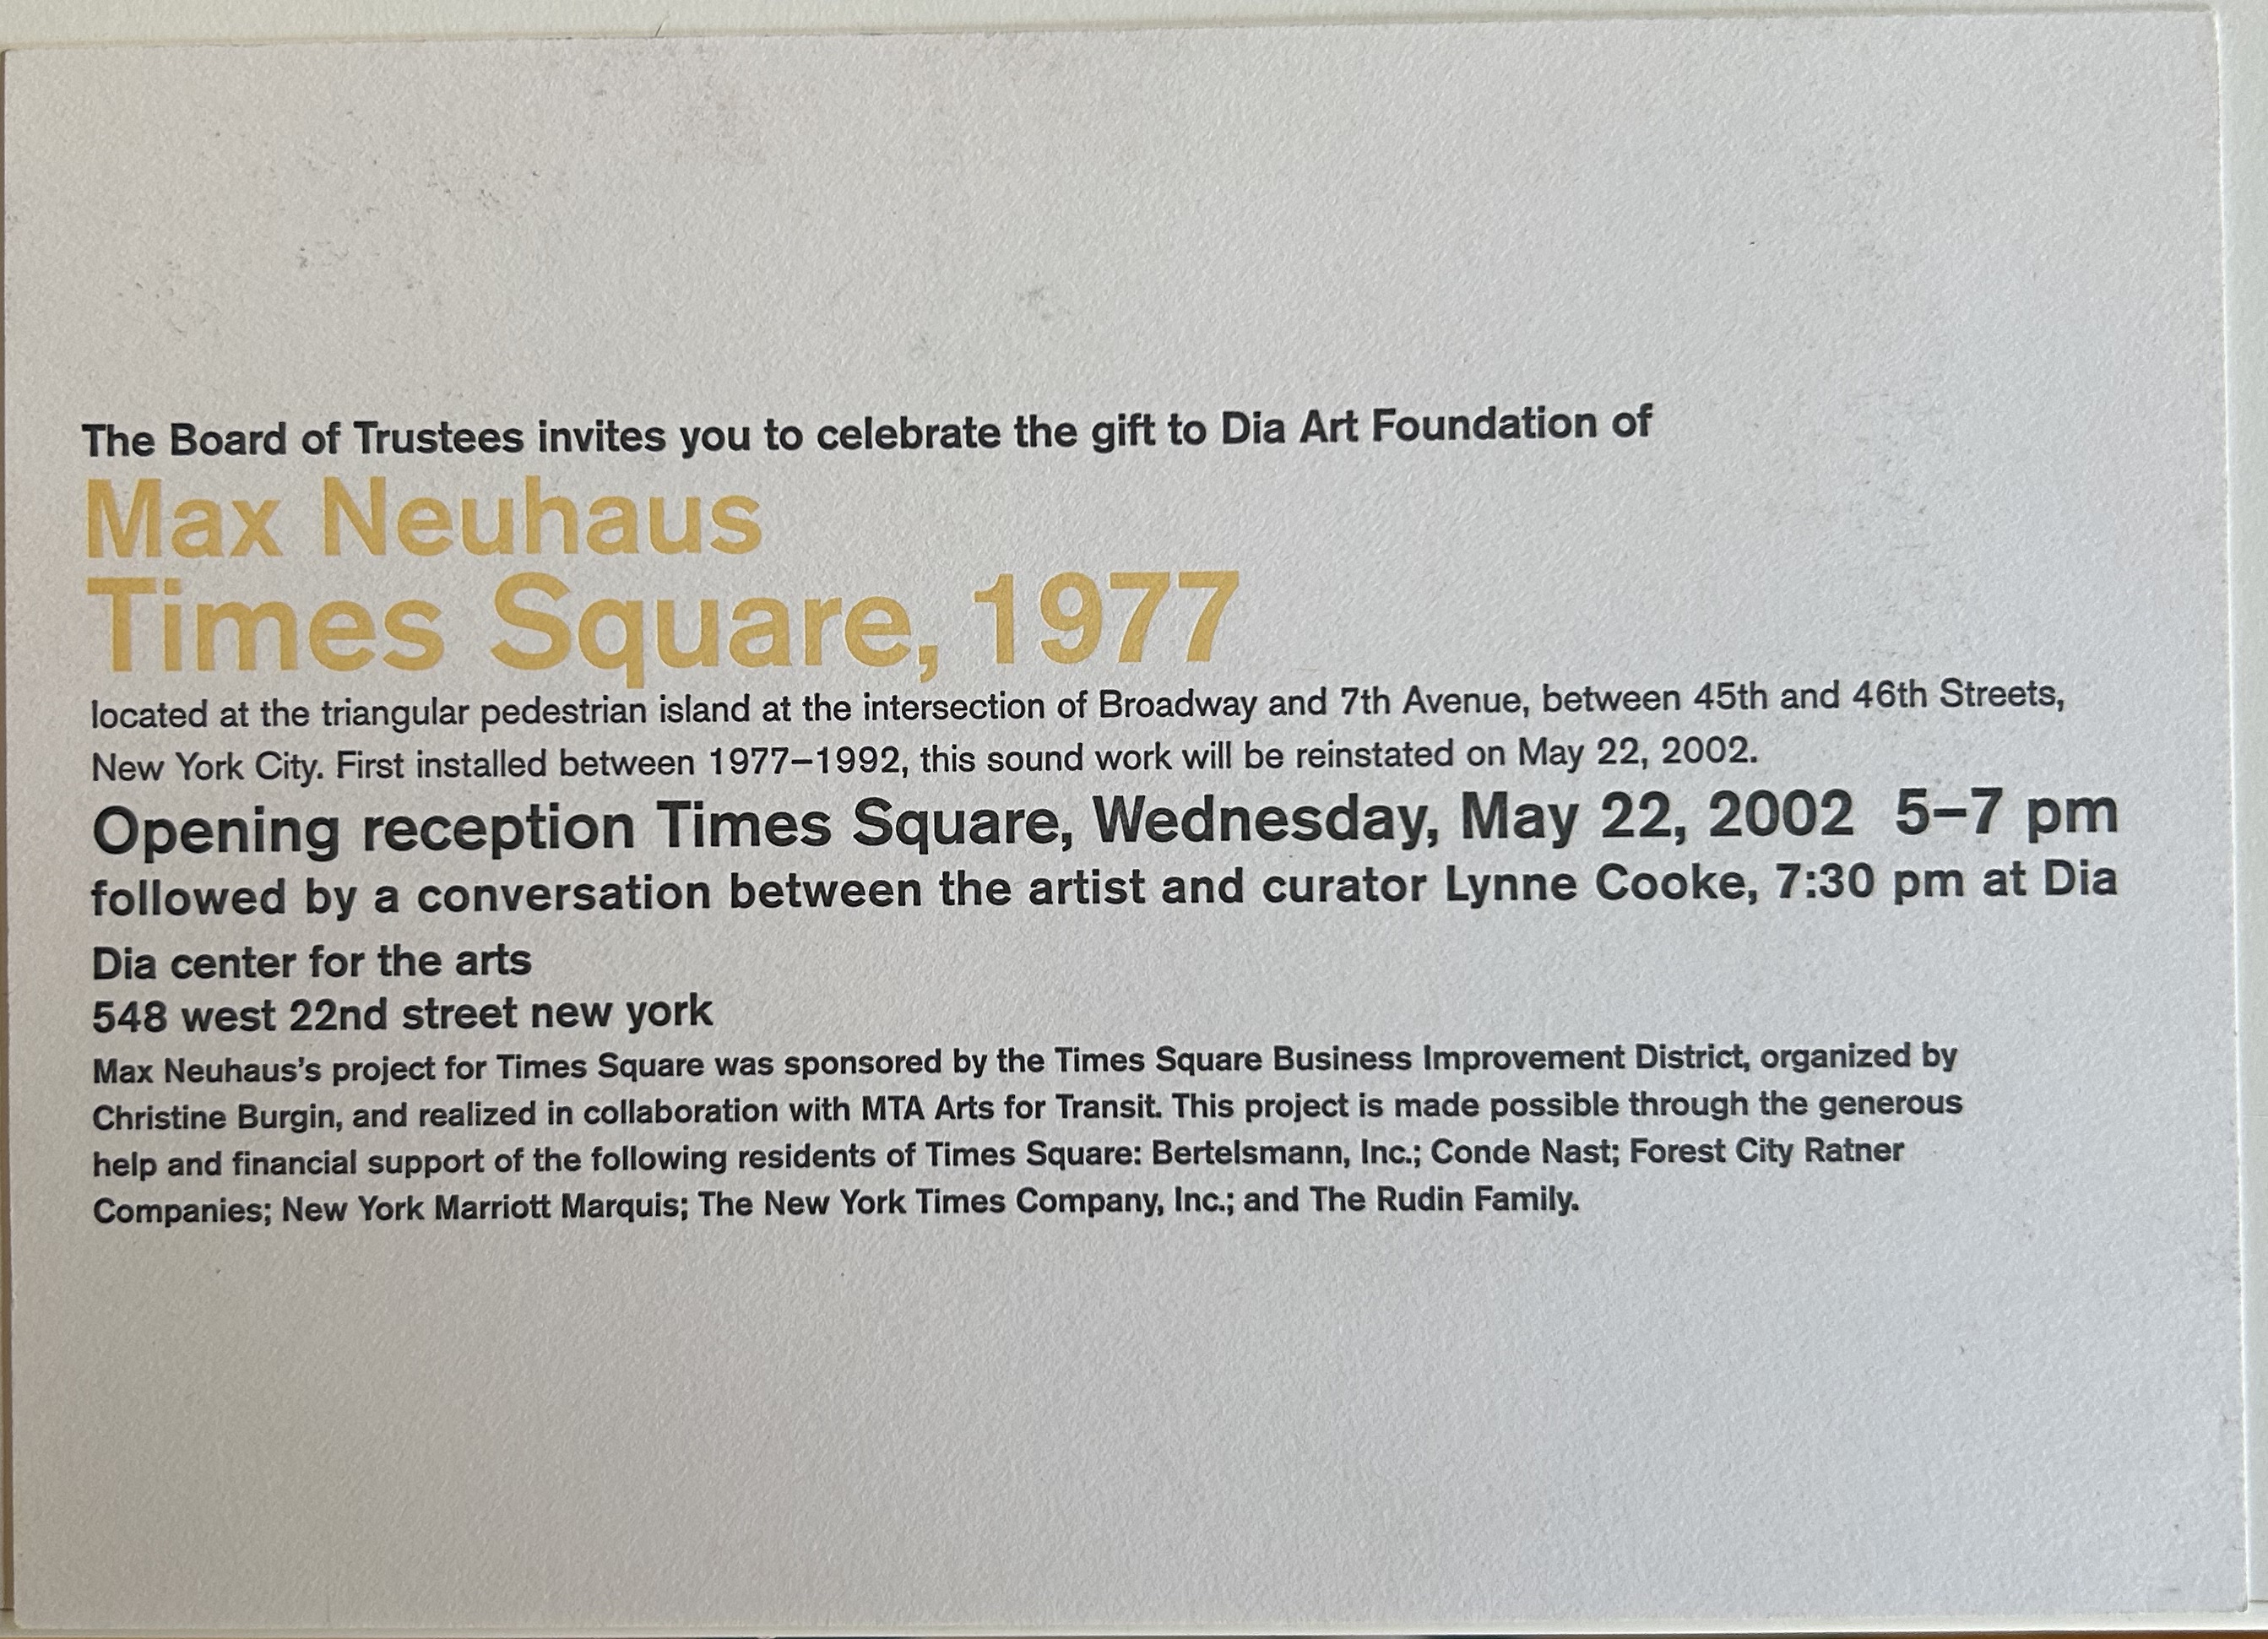 The Board of Trustees invites you to celebrate the gift to Dia Art Foundation of
Max Neuhaus
Times Square, 1977
located at the triangular pedestrian island at the intersection of Broadway and 7th Avenue, between 45th and 46th Streets,
New York City. First installed between 1977–1992, this sound work will be reinstated on May 22, 2002.
Opening reception Times Square, Wednesday, May 22, 2002 5–7 pm
followed by a conversation between the artist and curator Lynne Cooke, 7:30 pm at Dia
Dia center for the arts
548 west 22nd street new york
Max Neuhaus’s project for Times Square was sponsored by the Times Square Business Improvement District, organized by
Christine Burgin, and realized in collaboration with MTA Arts for Transit. This project is made possible through the generous
help and financial support of the following residents of Times Square: Bertelsmann, Inc.; Conde Nast; Forest City Ratner
Companies; New York Marriott Marquis; The New York Times Company, Inc.; and The Rudin Family.